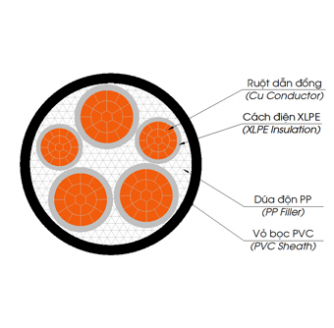 Ruột dẫn đồng
(Cu Conductor)
Cách điện XLPE
(XLPE Insulation)
Dúa độn PP
(PP Filler)
Vỏ bọc PVC
(PVC Sheath)